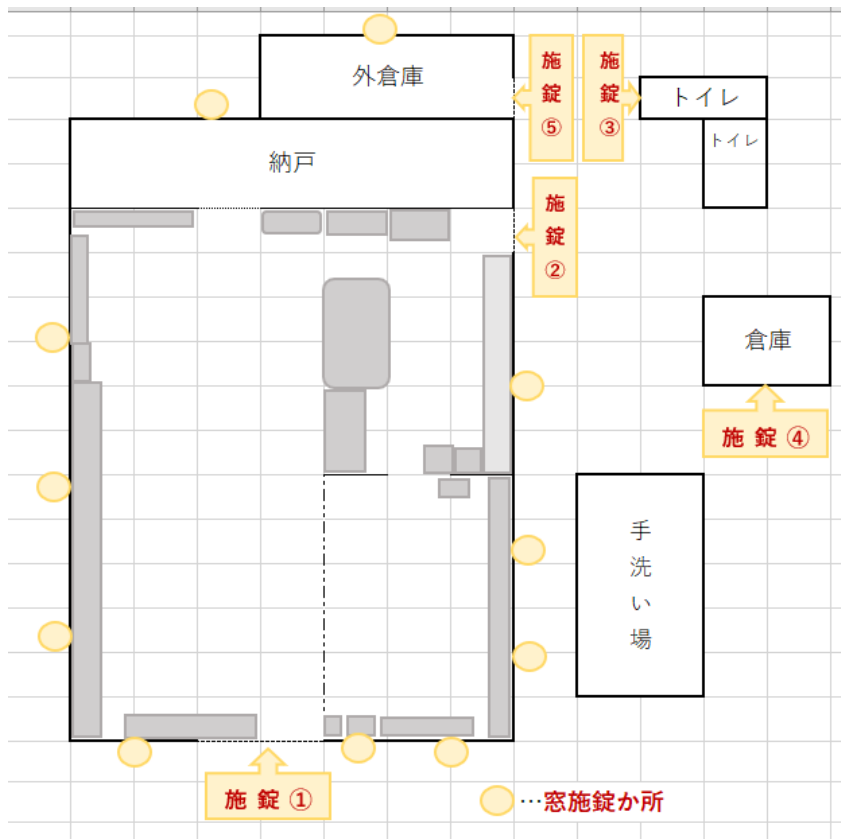 外倉庫
施錠⑤
施錠③
トイレ
トイレ
納戸
施錠②
倉庫
施 錠 ④
手洗い場
施 錠 ①
…窓施錠か所